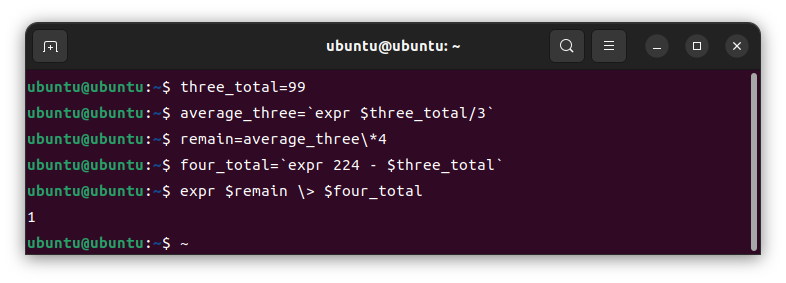 ubuntu@ubuntu: ~
ubuntu@ubuntu:~$ three_total=99
ubuntu@ubuntu:~$ average_three=`expr $three_total/3`
ubuntu@ubuntu:~$ remain=average_three\*4
ubuntu@ubuntu:~$ four_total=`expr 224 - $three_total`
ubuntu@ubuntu:~$ expr $remain \> $four_total
1
ubuntu@ubuntu:~$ ~